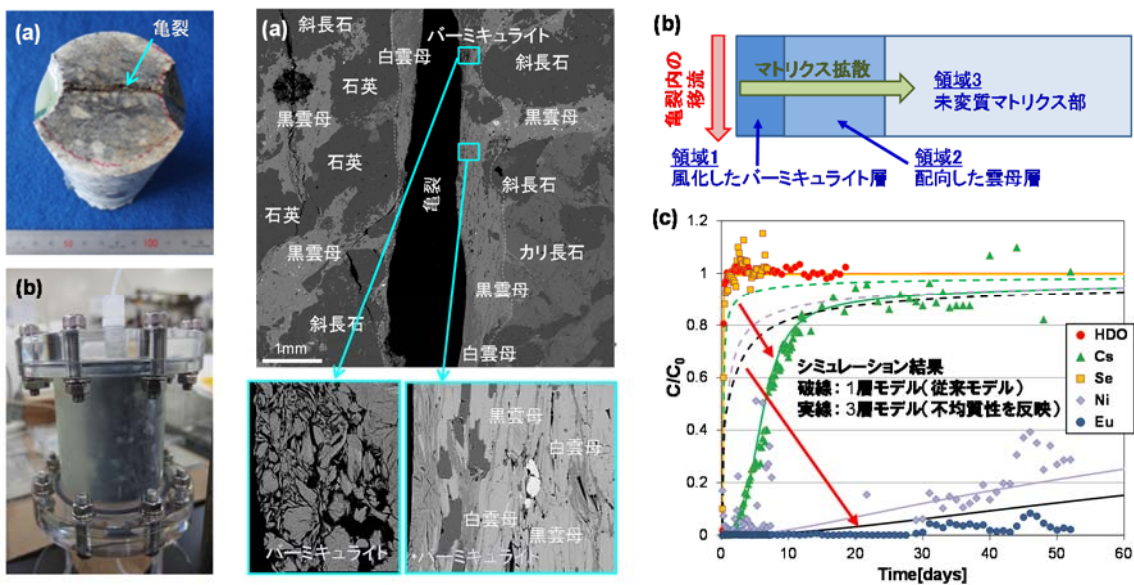 (a)
亀裂
50
100
(b)
(a)
斜長石
バーミキュライト
白雲母
斜長石
石英
黒雲母
黒雲母
石英
亀裂
斜長石
石英
カリ長石
黒雲母
黒雲母
斜長石
1mm
白雲母
バーミキュライト
黒雲母
白雲母
白雲母
黒雲母
バーミキュライト
(b)
亀裂内の
移流
マトリクス拡散
領域3
未変質マトリクス部
領域1
風化したバーミキュライト層
領域2
配向した雲母層
(c)
C/C0
1.2
1
0.8
0.6
0.4
0.2
0
0
10
20
30
40
50
60
Time[days]
シミュレーション結果
破線:1層モデル(従来モデル)
実線:3層モデル(不均質性を反映)
HDO
Cs
Se
Ni
Eu